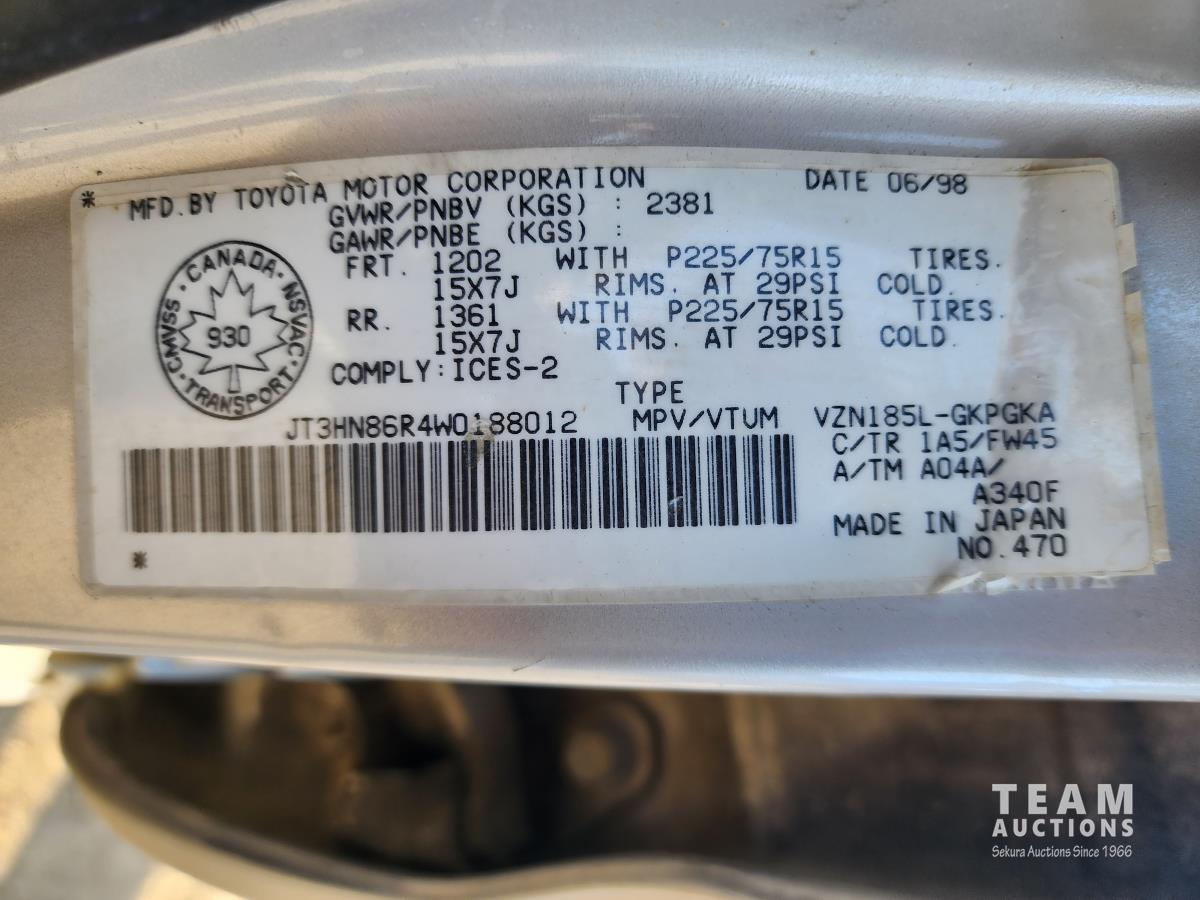 * MFD.BY TOYOTA MOTOR CORPORATION DATE 06/98
GVWR/PNBV (KGS) : 2381
GAWR/PNBE (KGS) :
FRT. 1202 WITH P225/75R15 TIRES.
15X7J RIMS. AT 29PSI COLD.
RR. 1361 WITH P225/75R15 TIRES.
15X7J RIMS. AT 29PSI COLD.
COMPLY:ICES-2
CANADA · NSVAC · TRANSPORT · CMVSS ·
930
TYPE
JT3HN86R4W0188012 MPV/VTUM VZN185L-GKPGKA
C/TR 1A5/FW45
A/TM A04A/
A340F
MADE IN JAPAN
NO.470
*
TEAM
AUCTIONS
Sekura Auctions Since 1966